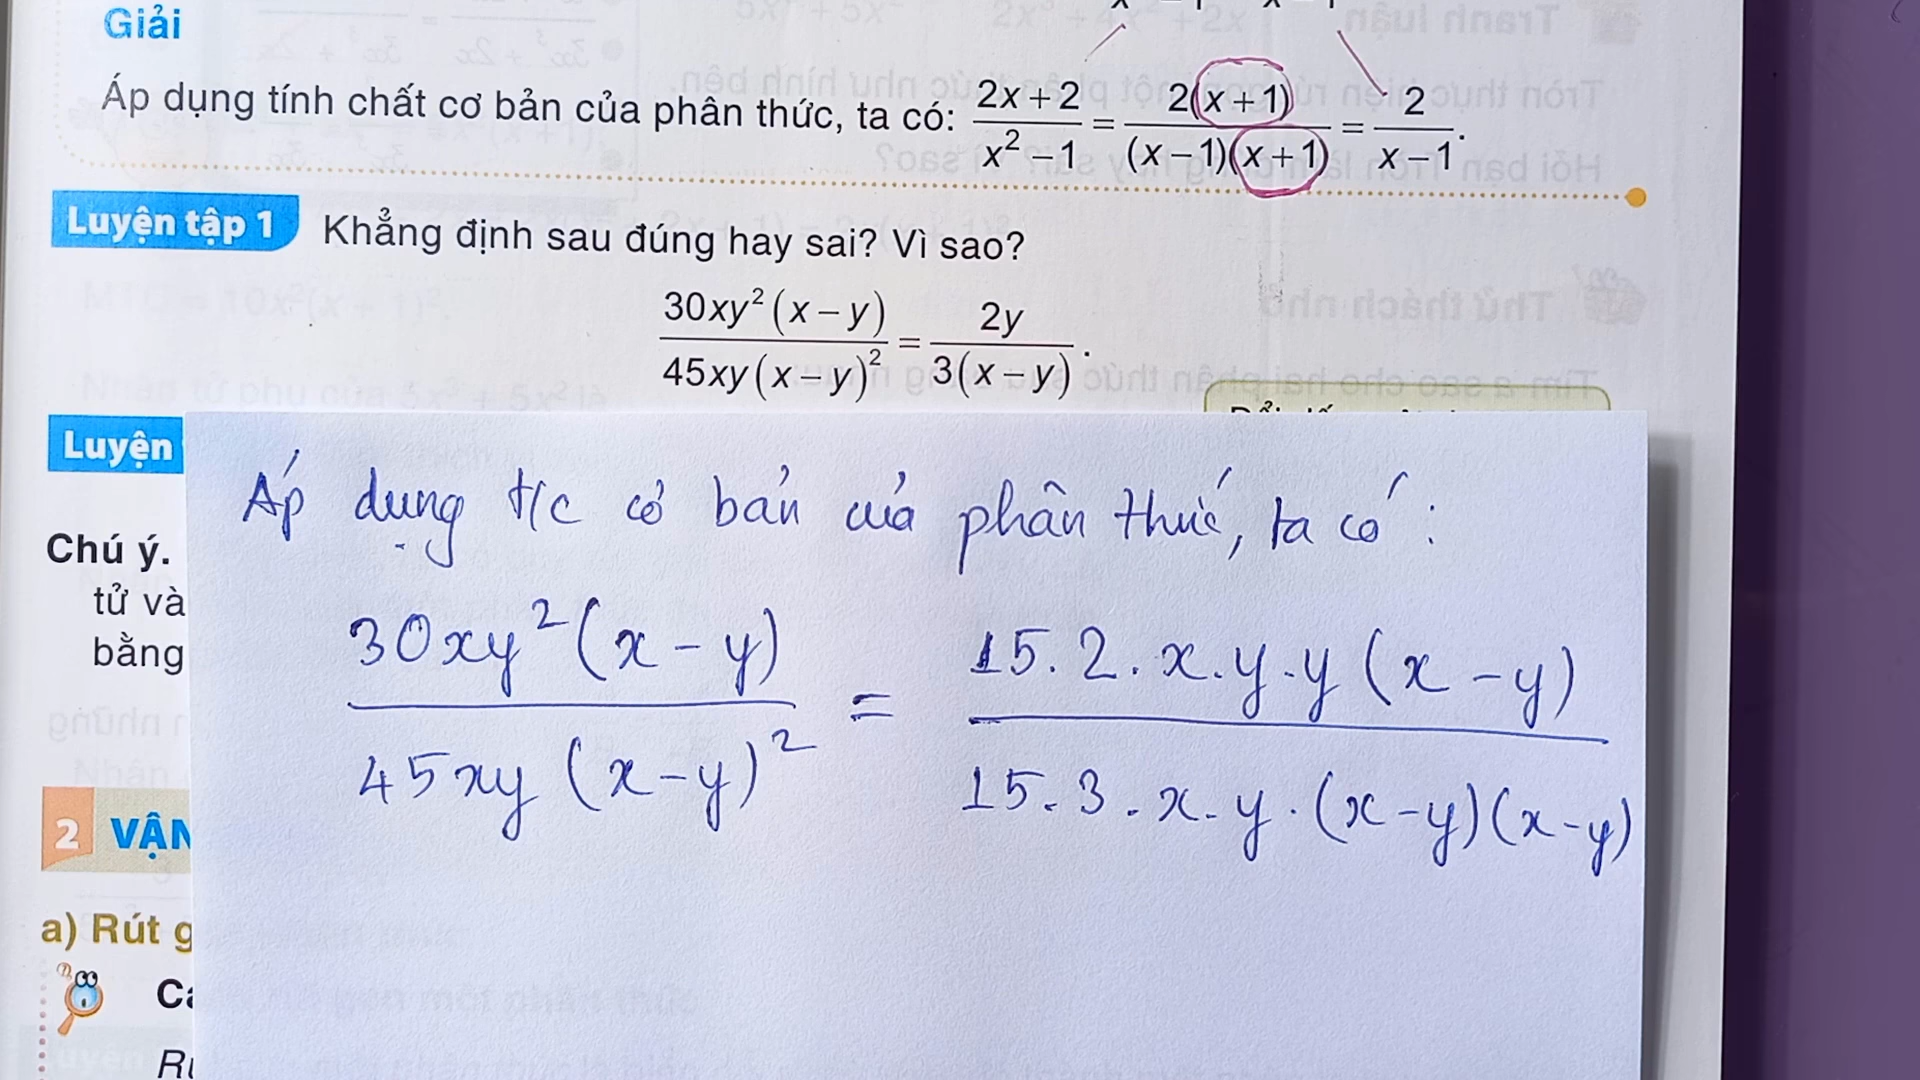 Giải
Áp dụng tính chất cơ bản của phân thức, ta có: (2x+2)/(x²−1) = 2(x+1)/((x−1)(x+1)) = 2/(x−1).
Luyện tập 1 Khẳng định sau đúng hay sai? Vì sao?
30xy²(x−y)/(45xy(x−y)²) = 2y/(3(x−y)).
Luyện
Áp dụng t/c cơ bản của phân thức, ta có:
Chú ý.
tử và
bằng
30xy²(x−y)/(45xy(x−y)²) = 15.2.x.y.y(x−y)/(15.3.x.y.(x−y)(x−y))
2 VẬN
a) Rút g